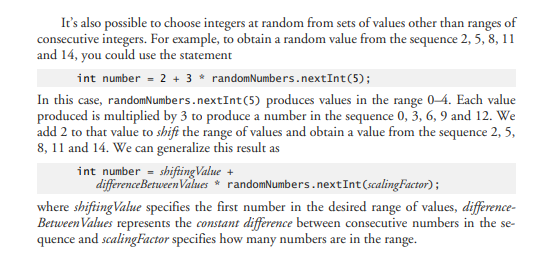 It’s also possible to choose integers at random from sets of values other than ranges of
consecutive integers. For example, to obtain a random value from the sequence 2, 5, 8, 11
and 14, you could use the statement
int number = 2 + 3 * randomNumbers.nextInt(5);
In this case, randomNumbers.nextInt(5) produces values in the range 0–4. Each value
produced is multiplied by 3 to produce a number in the sequence 0, 3, 6, 9 and 12. We
add 2 to that value to shift the range of values and obtain a value from the sequence 2, 5,
8, 11 and 14. We can generalize this result as
int number = shiftingValue +
differenceBetweenValues * randomNumbers.nextInt(scalingFactor);
where shiftingValue specifies the first number in the desired range of values, difference-
BetweenValues represents the constant difference between consecutive numbers in the se-
quence and scalingFactor specifies how many numbers are in the range.